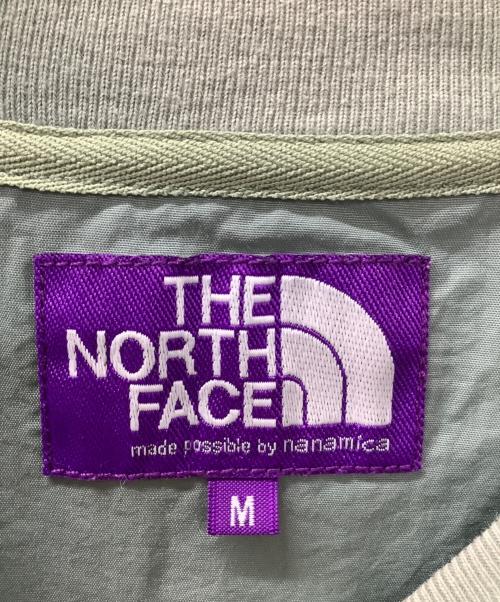 THE
NORTH
FACE
made possible by nanamica
M